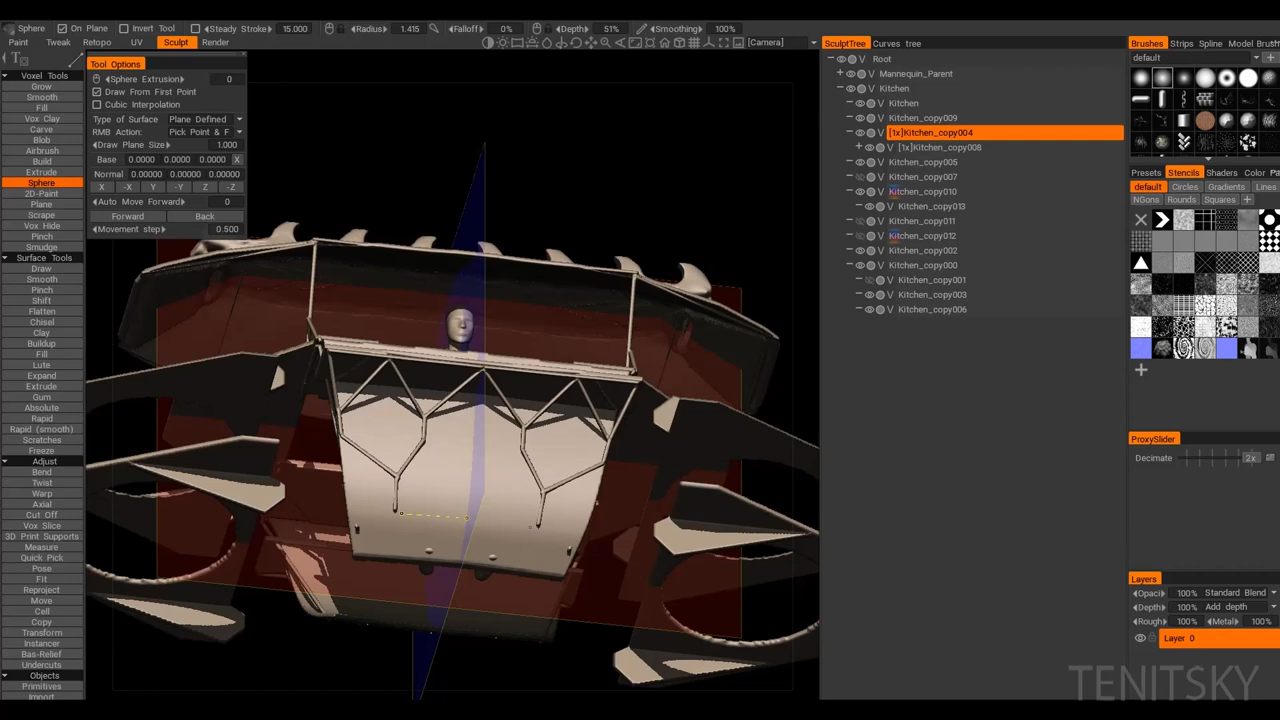 Sphere On Plane Invert Tool Steady Stroke 15.000 Radius 1.415 Falloff 0% Depth 51% Smoothing 100%
Paint Tweak Retopo UV Sculpt Render [Camera]
Tool Options
Sphere Extrusion 0
Draw From First Point
Cubic Interpolation
Type of Surface Plane Defined
RMB Action: Pick Point & F
Draw Plane Size 1.000
Base 0.0000 0.0000 0.0000 X
Normal 0.00000 0.00000 0.00000
X -X Y -Y Z -Z
Auto Move Forward 0
Forward Back
Movement step 0.500
Voxel Tools
Grow
Smooth
Fill
Vox Clay
Carve
Blob
Airbrush
Build
Extrude
Sphere
2D-Paint
Plane
Scrape
Vox Hide
Pinch
Smudge
Surface Tools
Draw
Smooth
Pinch
Shift
Flatten
Chisel
Clay
Buildup
Fill
Lute
Expand
Extrude
Gum
Absolute
Rapid
Rapid (smooth)
Scratches
Freeze
Adjust
Bend
Twist
Warp
Axial
Cut Off
Vox Slice
3D Print Supports
Measure
Quick Pick
Pose
Fit
Reproject
Move
Cell
Copy
Transform
Instancer
Bas-Relief
Undercuts
Objects
Primitives
Import
SculptTree Curves tree
V Root
V Mannequin_Parent
V Kitchen
V Kitchen
V Kitchen_copy009
V [1x]Kitchen_copy004
V [1x]Kitchen_copy008
V Kitchen_copy005
V Kitchen_copy007
V Kitchen_copy010
V Kitchen_copy013
V Kitchen_copy011
V Kitchen_copy012
V Kitchen_copy002
V Kitchen_copy000
V Kitchen_copy001
V Kitchen_copy003
V Kitchen_copy006
Brushes Strips Spline Model
default
Presets Stencils Shaders Color
default Circles Gradients Lines
NGons Rounds Squares
ProxySlider
Decimate 2x
Layers
Opaci 100% Standard Blend
Depth 100% Add depth
Rough 100% Metal 100%
Layer 0
TENITSKY